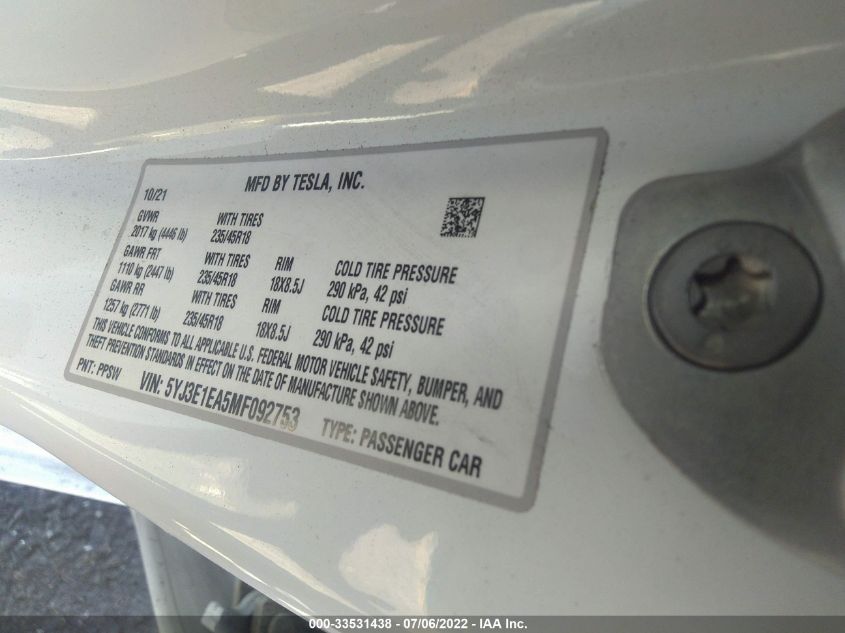 MFD BY TESLA, INC.
10/21
GVWR WITH TIRES
2017 kg (4446 lb) 235/45R18
GAWR FRT WITH TIRES RIM COLD TIRE PRESSURE
1110 kg (2447 lb) 235/45R18 18X8.5J 290 kPa, 42 psi
GAWR RR WITH TIRES RIM COLD TIRE PRESSURE
1257 kg (2771 lb) 235/45R18 18X8.5J 290 kPa, 42 psi
THIS VEHICLE CONFORMS TO ALL APPLICABLE U.S. FEDERAL MOTOR VEHICLE SAFETY, BUMPER, AND
THEFT PREVENTION STANDARDS IN EFFECT ON THE DATE OF MANUFACTURE SHOWN ABOVE.
PNT: PPSW VIN: 5YJ3E1EA5MF092753 TYPE: PASSENGER CAR
000-33531438 - 07/06/2022 - IAA Inc.